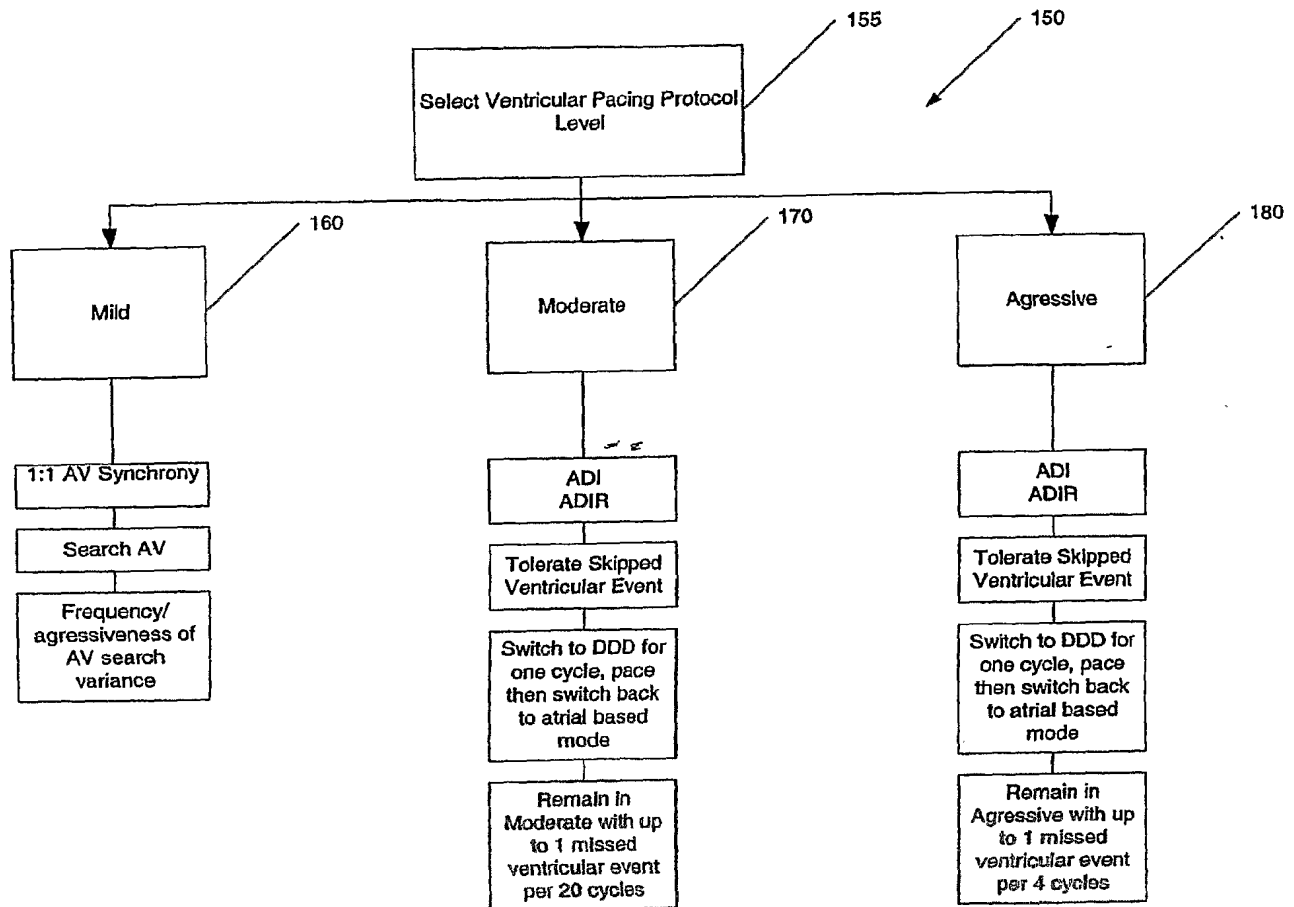 155
150
Select Ventricular Pacing Protocol
Level
160
170
180
Mild
Moderate
Agressive
1:1 AV Synchrony
Search AV
Frequency/
agressiveness of
AV search
variance
ADI
ADIR
Tolerate Skipped
Ventricular Event
Switch to DDD for
one cycle, pace
then switch back
to atrial based
mode
Remain in
Moderate with up
to 1 missed
ventricular event
per 20 cycles
ADI
ADIR
Tolerate Skipped
Ventricular Event
Switch to DDD for
one cycle, pace
then switch back
to atrial based
mode
Remain in
Agressive with up
to 1 missed
ventricular event
per 4 cycles